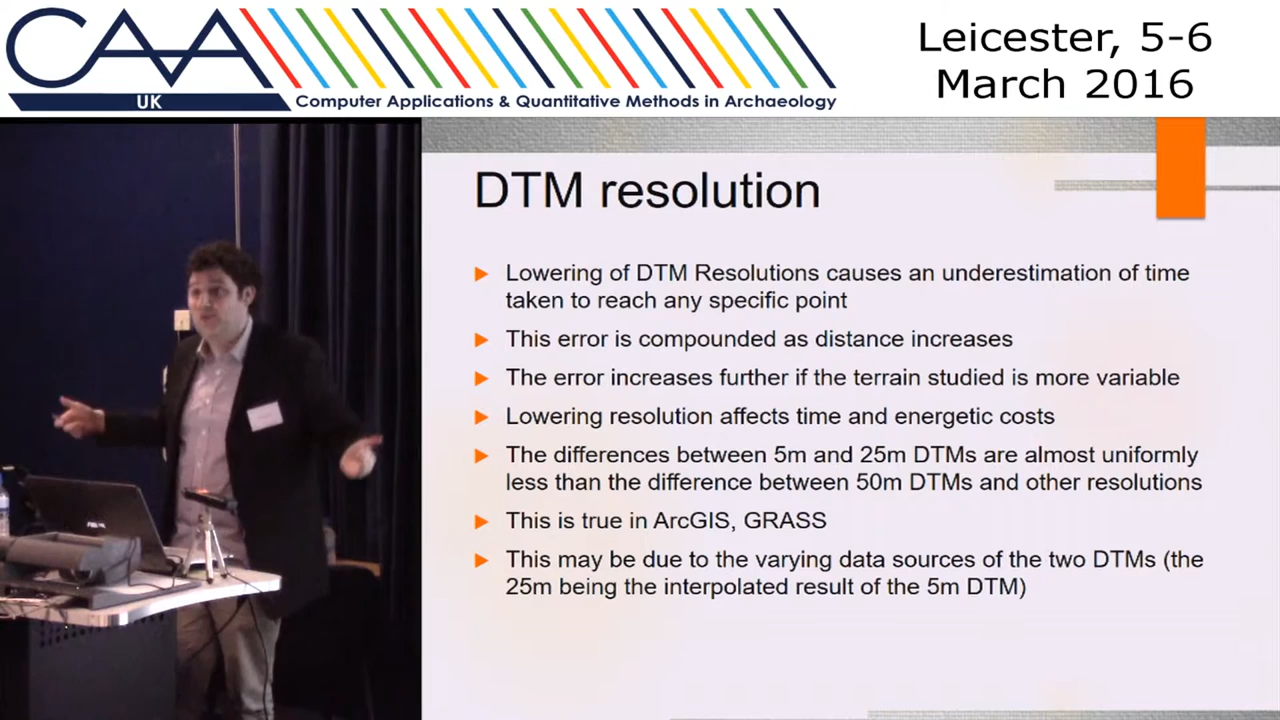 CAA
UK
Computer Applications & Quantitative Methods in Archaeology
Leicester, 5-6
March 2016
DTM resolution
Lowering of DTM Resolutions causes an underestimation of time
taken to reach any specific point
This error is compounded as distance increases
The error increases further if the terrain studied is more variable
Lowering resolution affects time and energetic costs
The differences between 5m and 25m DTMs are almost uniformly
less than the difference between 50m DTMs and other resolutions
This is true in ArcGIS, GRASS
This may be due to the varying data sources of the two DTMs (the
25m being the interpolated result of the 5m DTM)